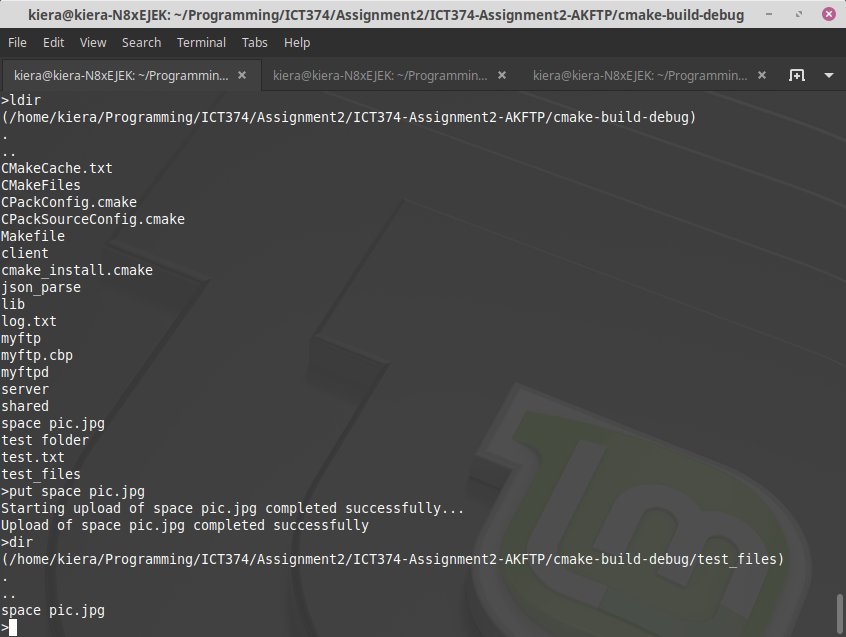 kiera@kiera-N8xEJEK: ~/Programming/ICT374/Assignment2/ICT374-Assignment2-AKFTP/cmake-build-debug
File Edit View Search Terminal Tabs Help
kiera@kiera-N8xEJEK: ~/Programmin... × kiera@kiera-N8xEJEK: ~/Programmin... × kiera@kiera-N8xEJEK: ~/Programmin... ×
>ldir
(/home/kiera/Programming/ICT374/Assignment2/ICT374-Assignment2-AKFTP/cmake-build-debug)
.
..
CMakeCache.txt
CMakeFiles
CPackConfig.cmake
CPackSourceConfig.cmake
Makefile
client
cmake_install.cmake
json_parse
lib
log.txt
myftp
myftp.cbp
myftpd
server
shared
space pic.jpg
test folder
test.txt
test_files
>put space pic.jpg
Starting upload of space pic.jpg completed successfully...
Upload of space pic.jpg completed successfully
>dir
(/home/kiera/Programming/ICT374/Assignment2/ICT374-Assignment2-AKFTP/cmake-build-debug/test_files)
.
..
space pic.jpg
>